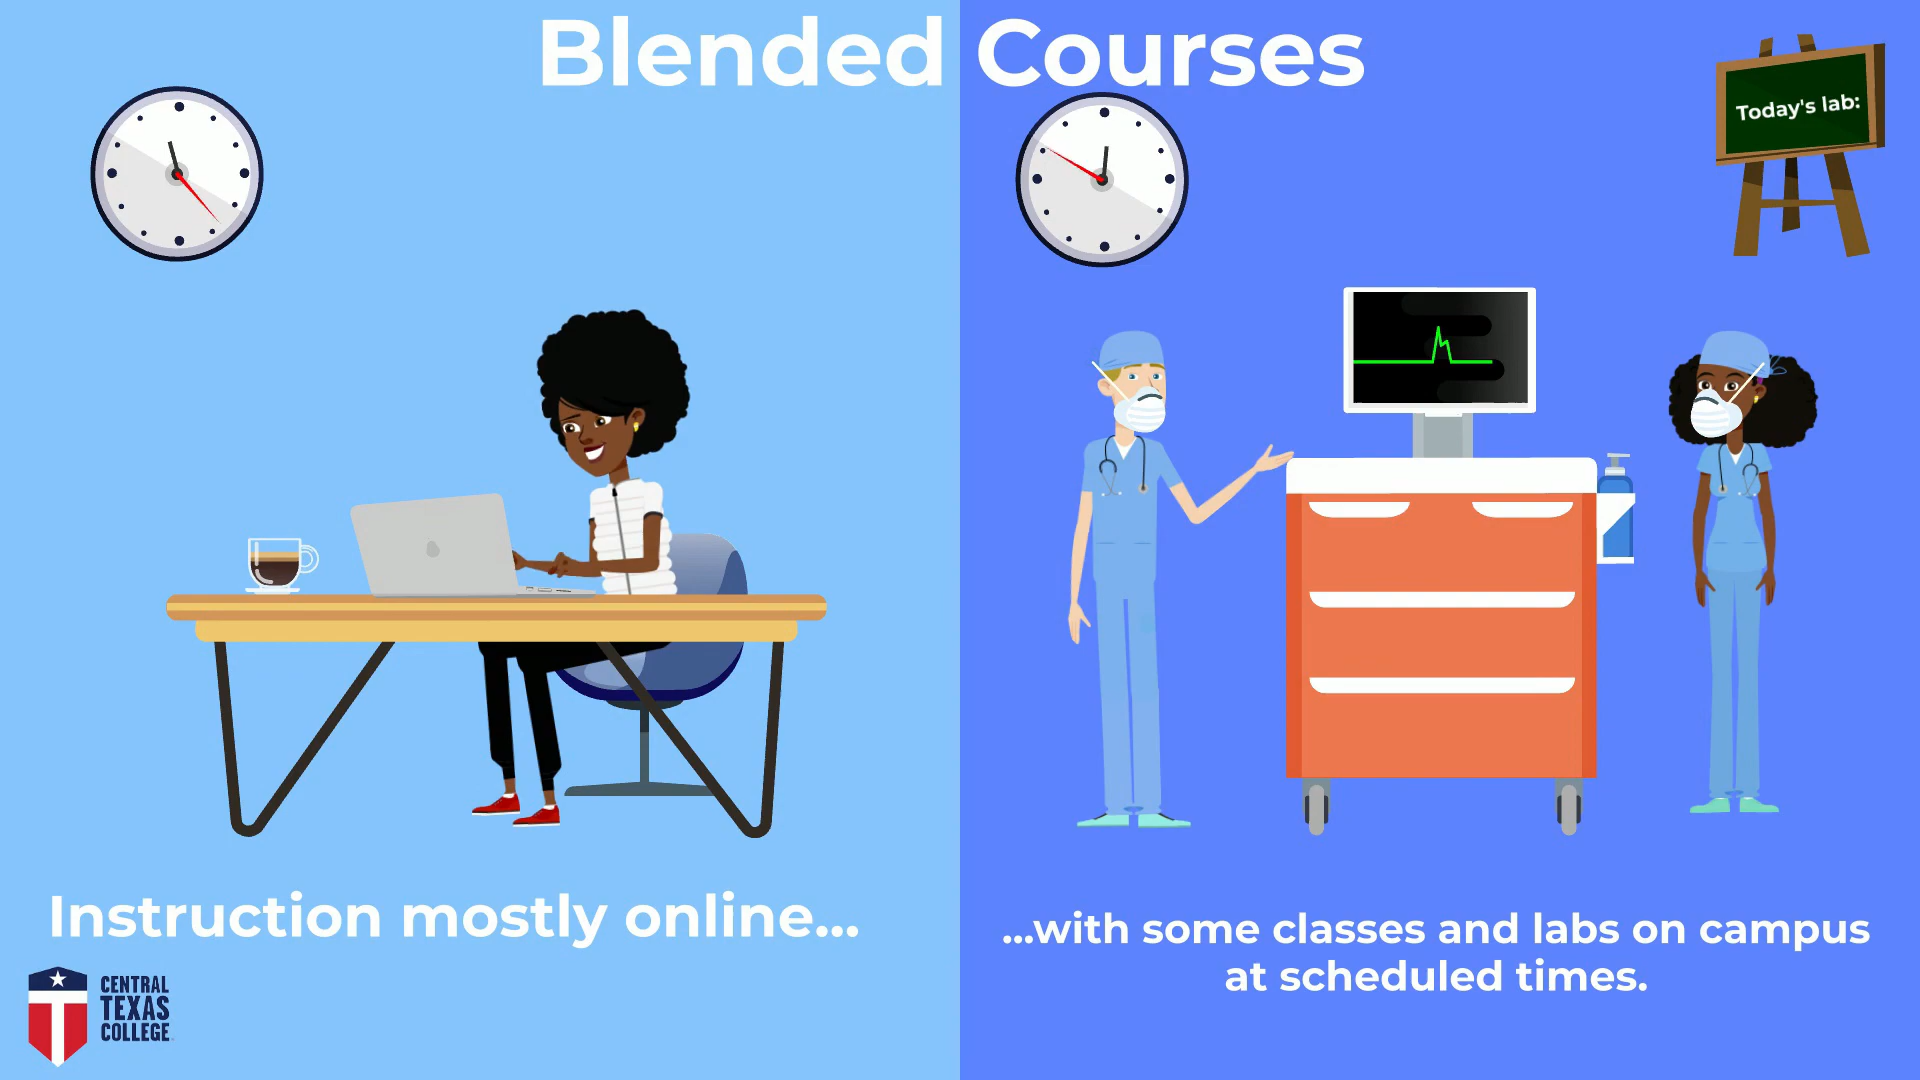 Blended Courses
Today's lab:
Instruction mostly online...
...with some classes and labs on campus
at scheduled times.
CENTRAL
TEXAS
COLLEGE